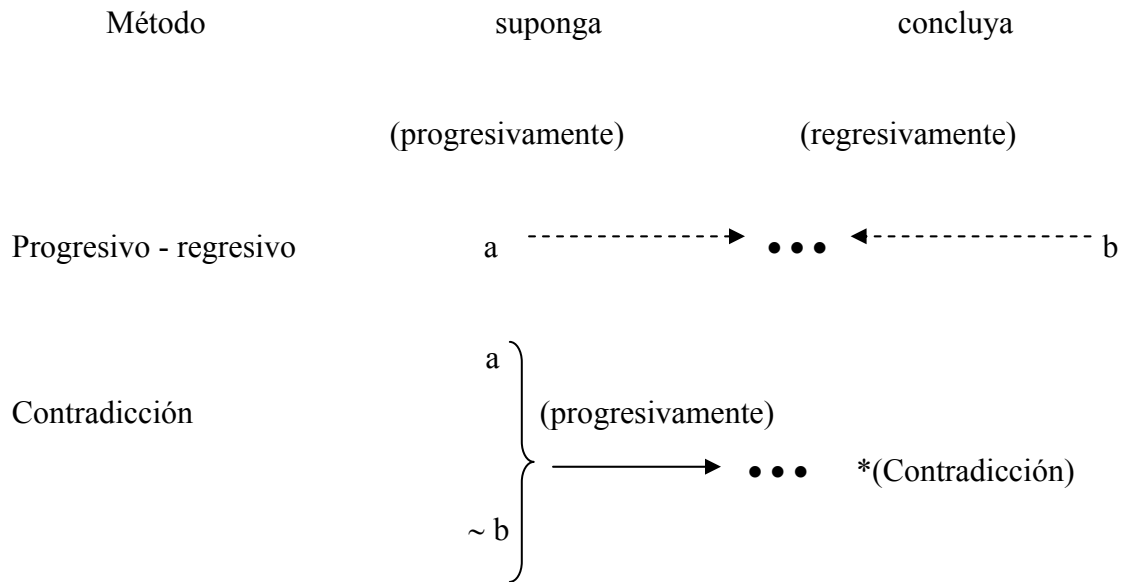 Método suponga concluya
(progresivamente) (regresivamente)
Progresivo - regresivo a ••• b
a
Contradicción (progresivamente)
••• *(Contradicción)
~ b